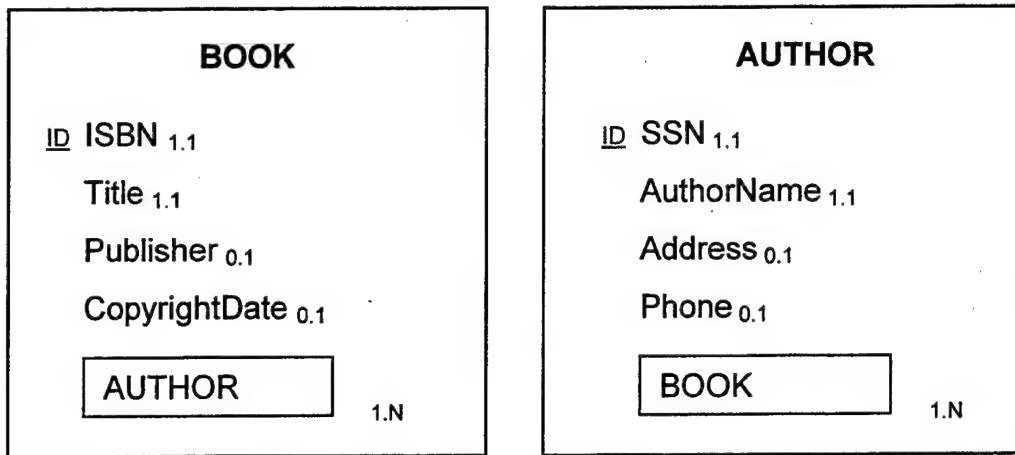 BOOK
ID ISBN 1.1
Title 1.1
Publisher 0.1
CopyrightDate 0.1
AUTHOR
1.N
AUTHOR
ID SSN 1.1
AuthorName 1.1
Address 0.1
Phone 0.1
BOOK
1.N